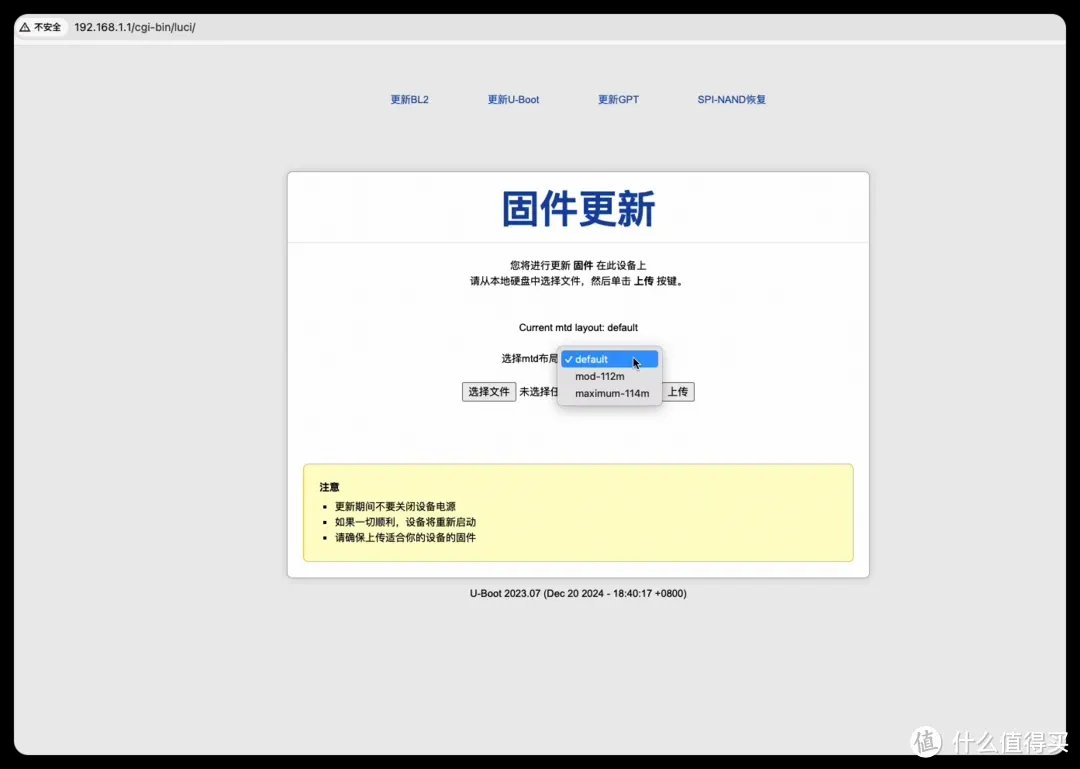 不安全 192.168.1.1/cgi-bin/luci/
更新BL2 更新U-Boot 更新GPT SPI-NAND恢复
固件更新
您将进行更新 固件 在此设备上
请从本地硬盘中选择文件，然后单击 上传 按键。
Current mtd layout: default
选择mtd布局 ✓ default
mod-112m
选择文件 未选择任 maximum-114m 上传
注意
更新期间不要关闭设备电源
如果一切顺利，设备将重新启动
请确保上传适合你的设备的固件
U-Boot 2023.07 (Dec 20 2024 - 18:40:17 +0800)
值 什么值得买